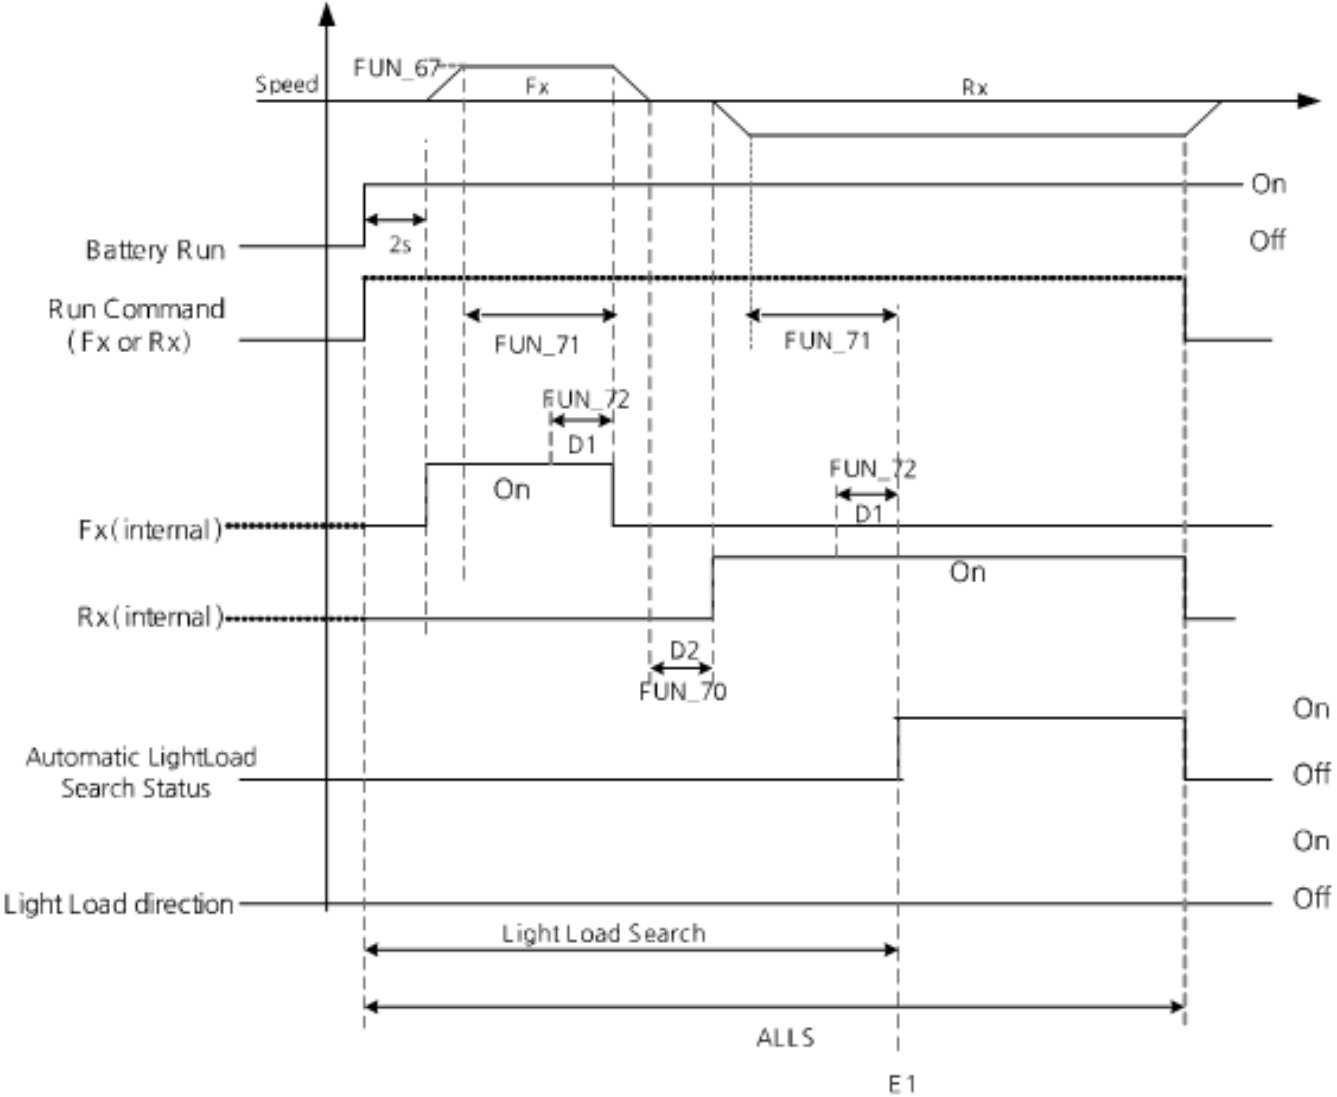 FUN_67
Speed
Fx
Rx
On
Battery Run
2s
Off
Run Command
(Fx or Rx)
FUN_71
FUN_71
FUN_72
D1
FUN_72
On
D1
Fx(internal)
On
Rx(internal)
D2
FUN_70
On
Automatic LightLoad
Search Status
Off
On
Light Load direction
Off
Light Load Search
ALLS
E1